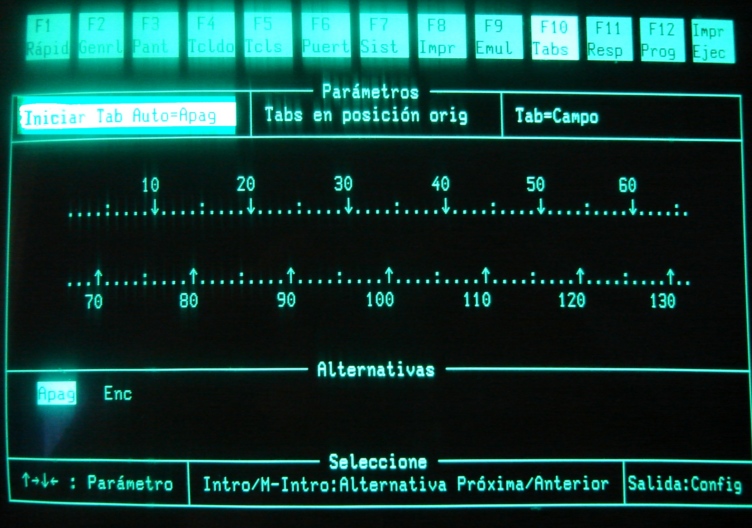 F1 F2 F3 F4 F5 F6 F7 F8 F9 F10 F11 F12 Impr
Rápid Genrl Pant Tcldo Tcls Puert Sist Impr Emul Tabs Resp Prog Ejec
Parámetros
Iniciar Tab Auto=Apag Tabs en posición orig Tab=Campo
10 20 30 40 50 60
....:....↓....:....↓....:....↓....:....↓....:....↓....:....↓....:.
...↑....:....↑....:....↑....:....↑....:....↑....:....↑....:....↑..
70 80 90 100 110 120 130
Alternativas
Apag Enc
Seleccione
↑→↓← : Parámetro Intro/M-Intro:Alternativa Próxima/Anterior Salida:Config